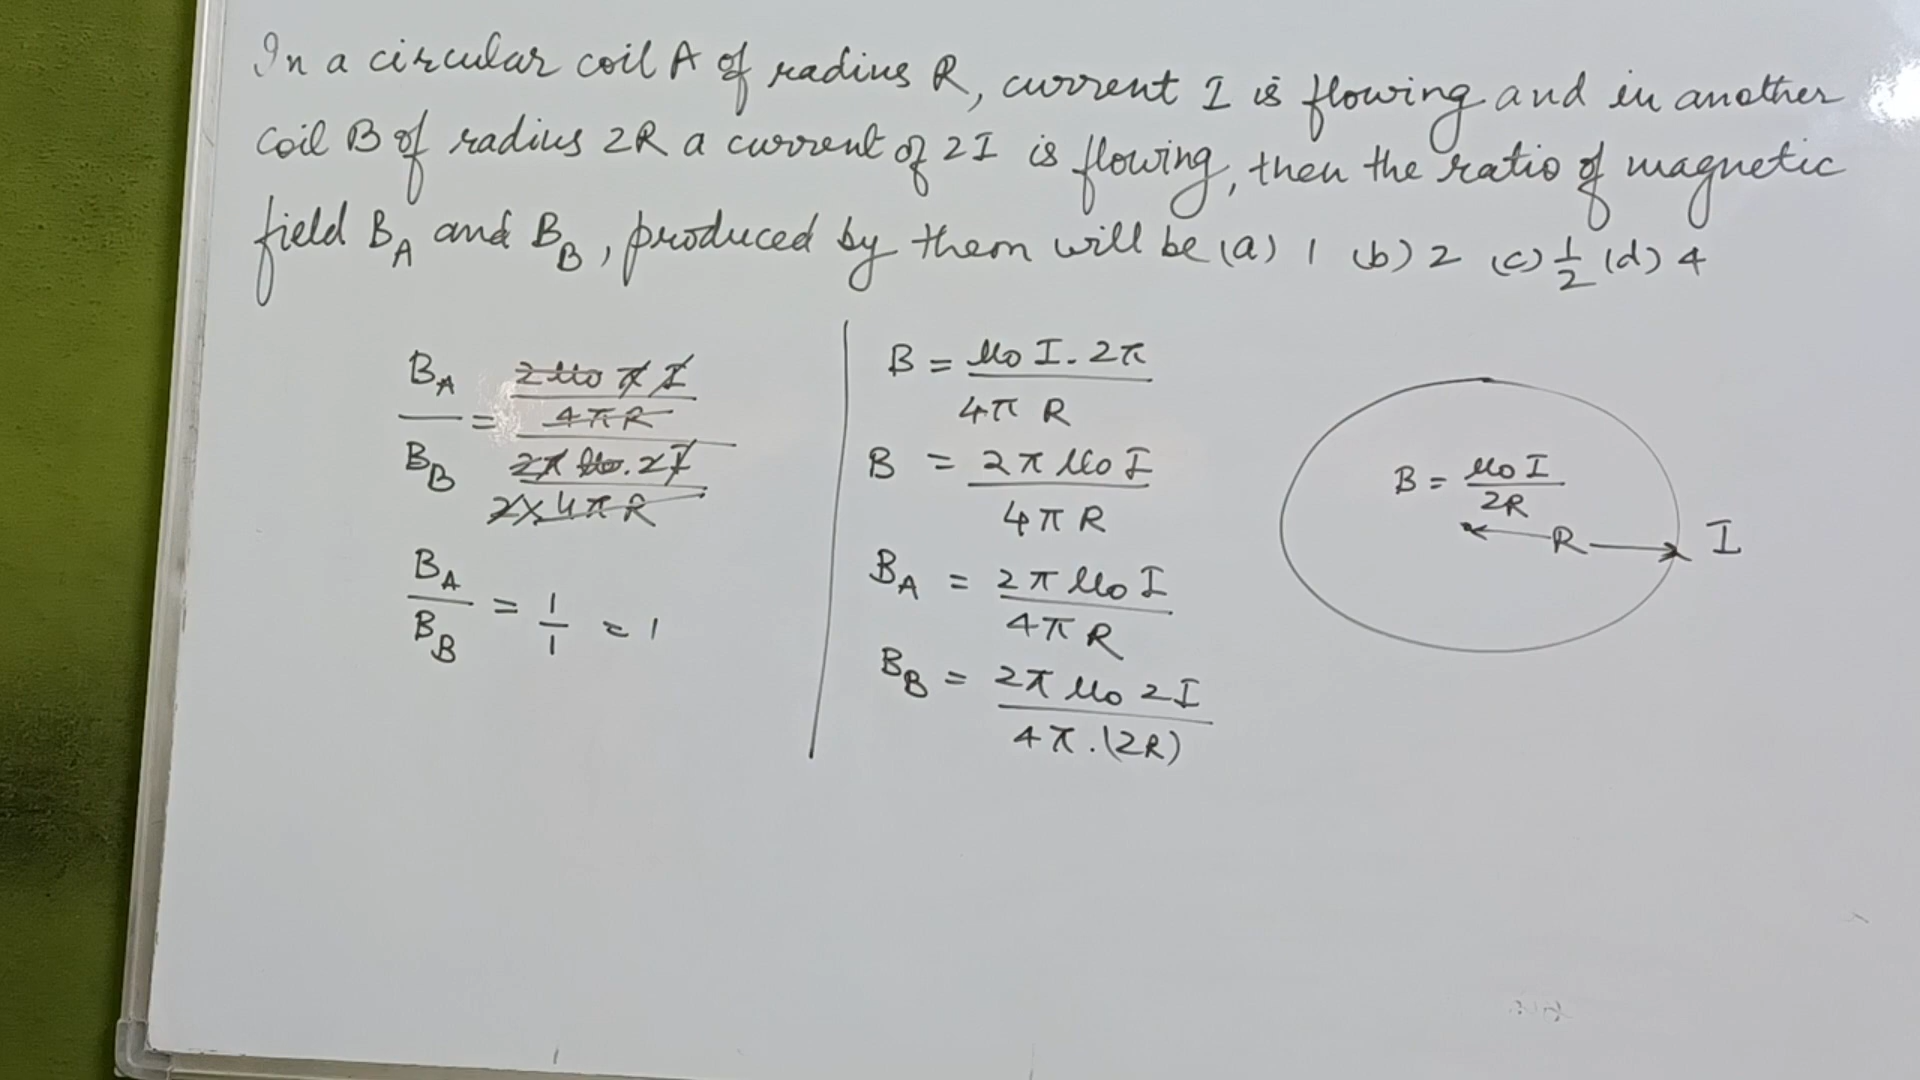 In a circular coil A of radius R, current I is flowing and in another
coil B of radius 2R a current of 2I is flowing, then the ratio of magnetic
field B_A and B_B, produced by them will be (a) 1 (b) 2 (c) 1/2 (d) 4
B_A / B_B = (2μ₀πI / 4πR) / (2πμ₀.2I / 2×4πR)
B_A / B_B = 1/1 = 1
B = μ₀I.2π / 4πR
B = 2πμ₀I / 4πR
B_A = 2πμ₀I / 4πR
B_B = 2πμ₀2I / 4π.(2R)
B = μ₀I / 2R
R
I